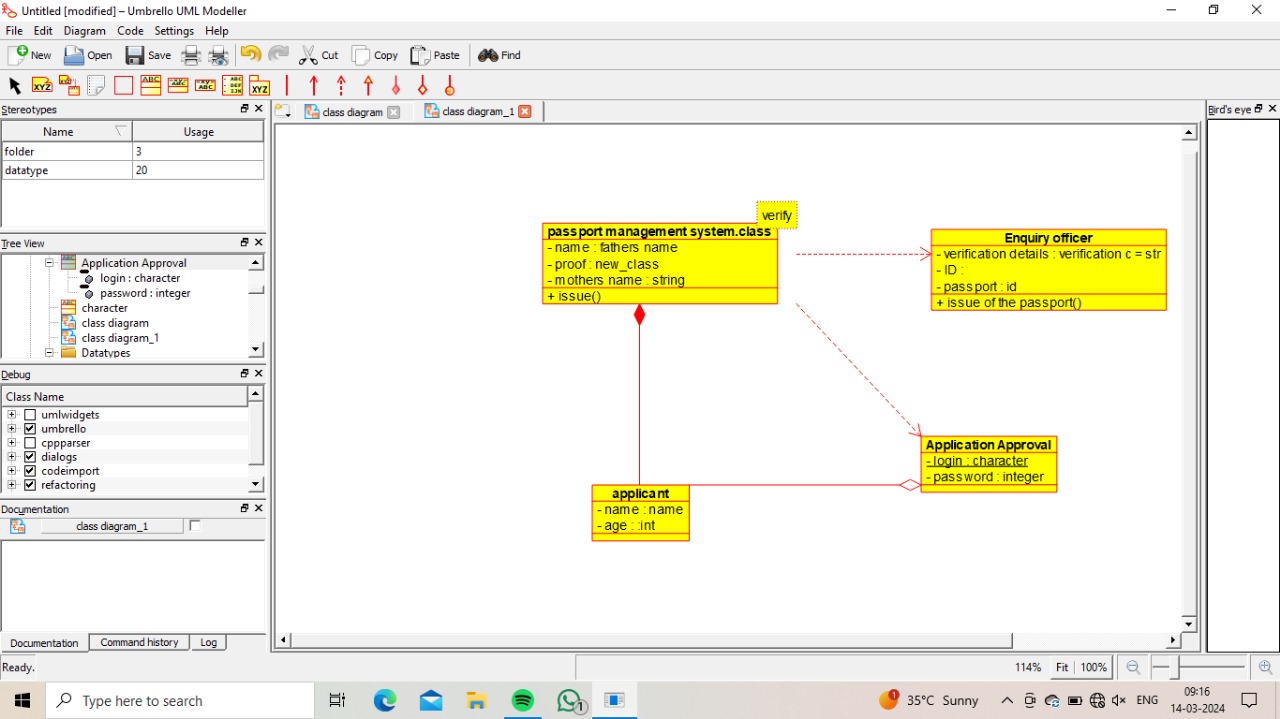 Untitled [modified] – Umbrello UML Modeller
File Edit Diagram Code Settings Help
New Open Save Cut Copy Paste Find
Stereotypes
class diagram class diagram_1
Bird's eye
Name Usage
folder 3
datatype 20
Tree View
Application Approval
login : character
password : integer
character
class diagram
class diagram_1
Datatypes
Debug
Class Name
umlwidgets
umbrello
cppparser
dialogs
codeimport
refactoring
Documentation
class diagram_1
Documentation Command history Log
verify
passport management system.class
- name : fathers name
- proof : new_class
- mothers name : string
+ issue()
Enquiry officer
- verification details : verification c = str
- ID :
- passport : id
+ issue of the passport()
Application Approval
- login : character
- password : integer
applicant
- name : name
- age : :int
Ready.
114% Fit 100%
Type here to search
1
1
35°C Sunny
ENG
09:16
14-03-2024